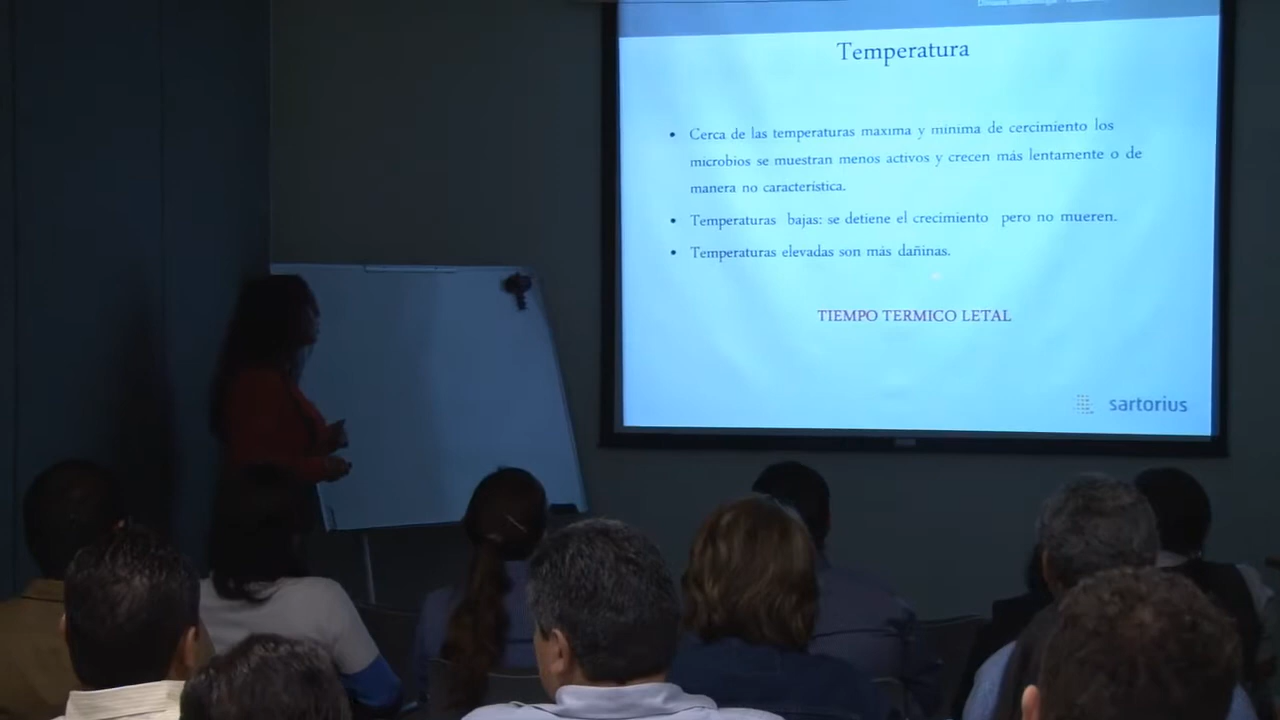 Temperatura
• Cerca de las temperaturas maxima y minima de cercimiento los
microbios se muestran menos activos y crecen más lentamente o de
manera no característica.
• Temperaturas bajas: se detiene el crecimiento pero no mueren.
• Temperaturas elevadas son más dañinas.
TIEMPO TERMICO LETAL
sartorius